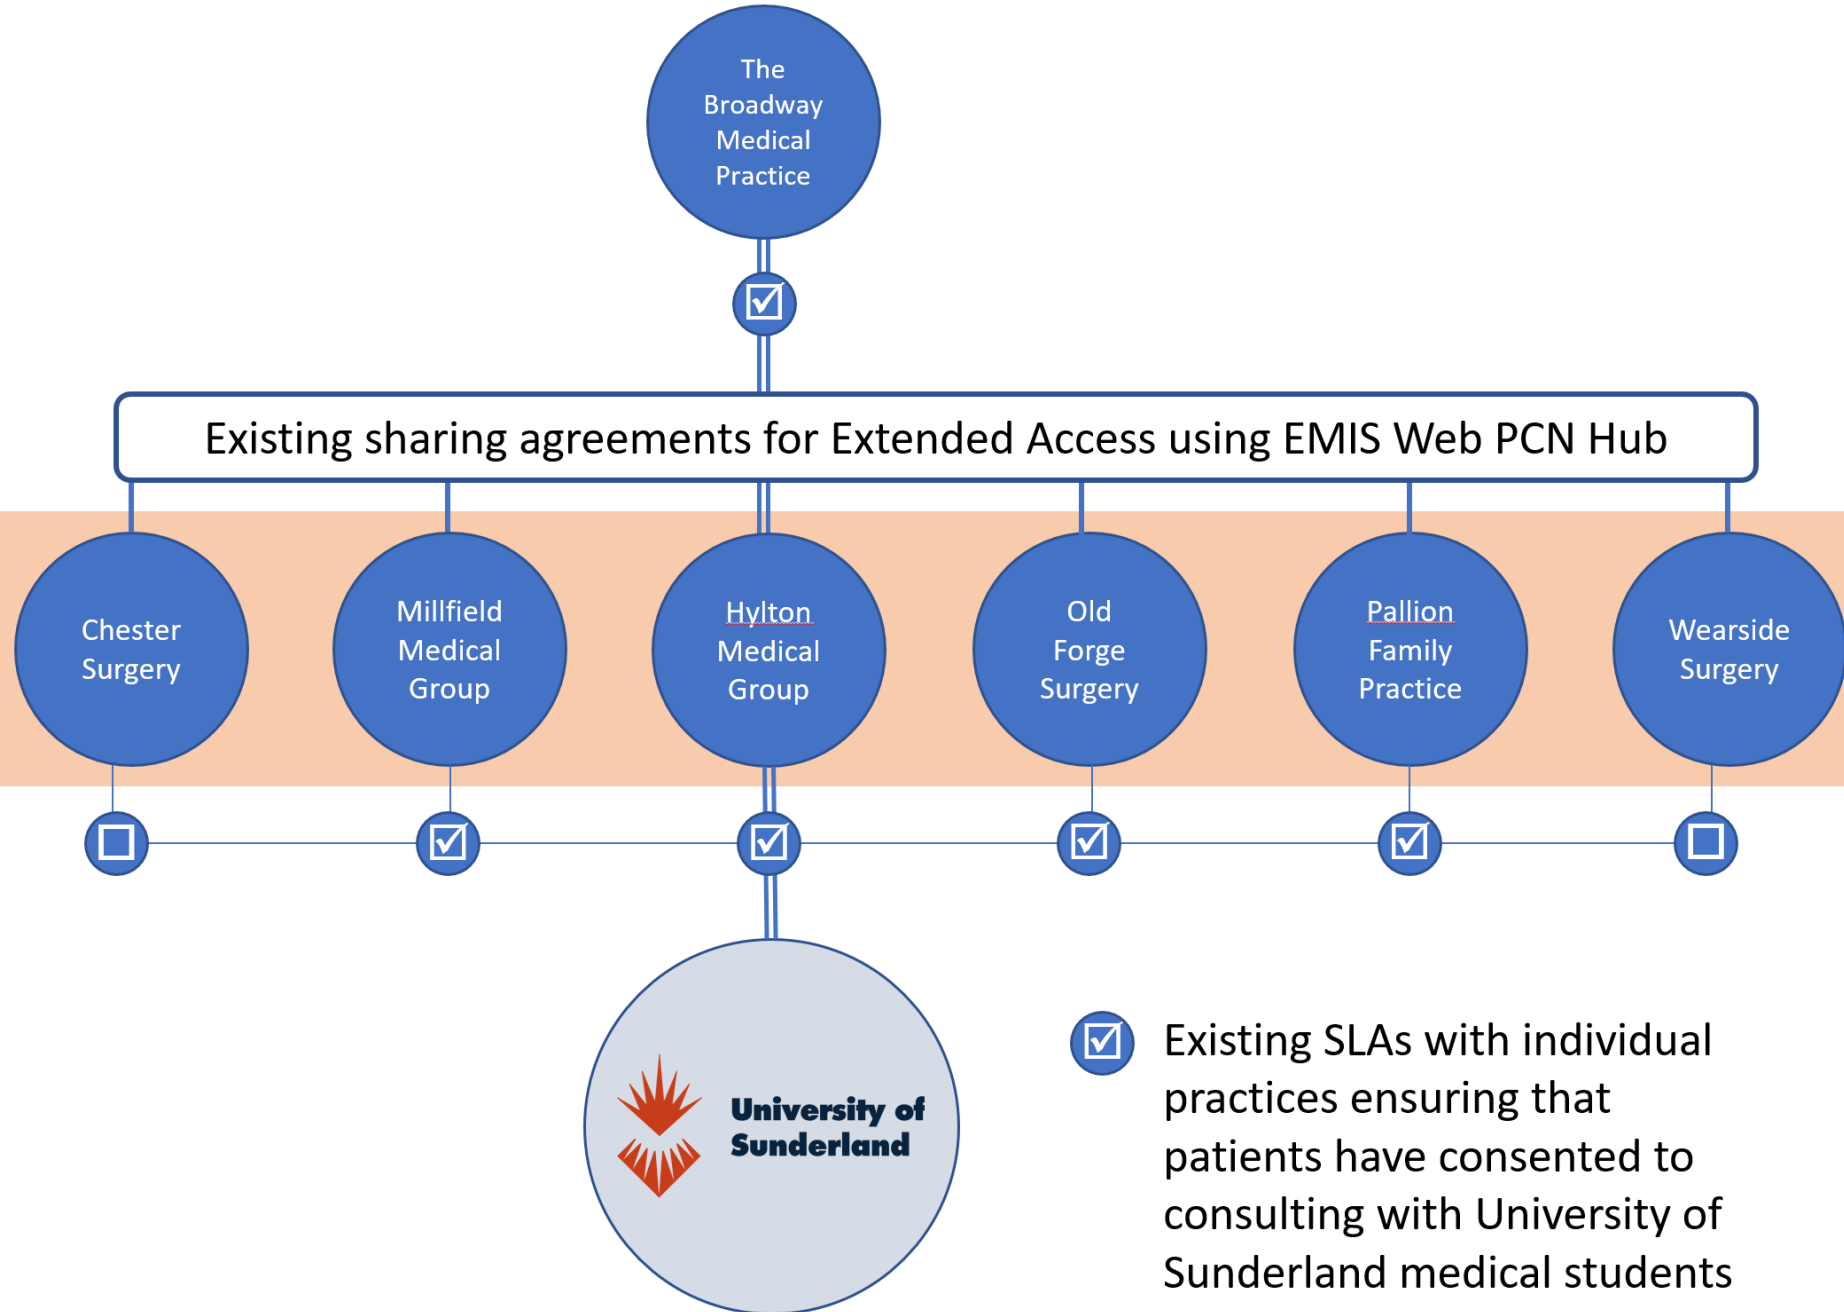 The
Broadway
Medical
Practice
Existing sharing agreements for Extended Access using EMIS Web PCN Hub
Chester
Surgery
Millfield
Medical
Group
Hylton
Medical
Group
Old
Forge
Surgery
Pallion
Family
Practice
Wearside
Surgery
University of
Sunderland
Existing SLAs with individual
practices ensuring that
patients have consented to
consulting with University of
Sunderland medical students